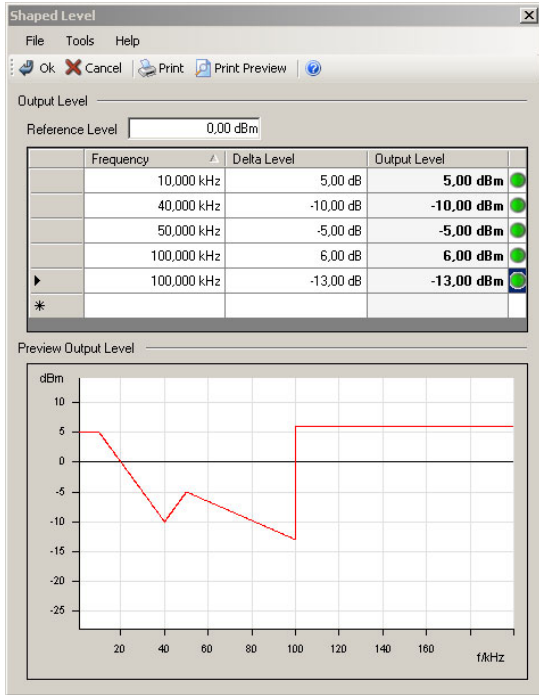 Shaped Level
File Tools Help
Ok Cancel Print Print Preview
Output Level
Reference Level 0,00 dBm
Frequency Delta Level Output Level
10,000 kHz 5,00 dB 5,00 dBm
40,000 kHz -10,00 dB -10,00 dBm
50,000 kHz -5,00 dB -5,00 dBm
100,000 kHz 6,00 dB 6,00 dBm
100,000 kHz -13,00 dB -13,00 dBm
Preview Output Level
dBm
10
5
0
-5
-10
-15
-20
-25
20 40 60 80 100 120 140 160
f/kHz